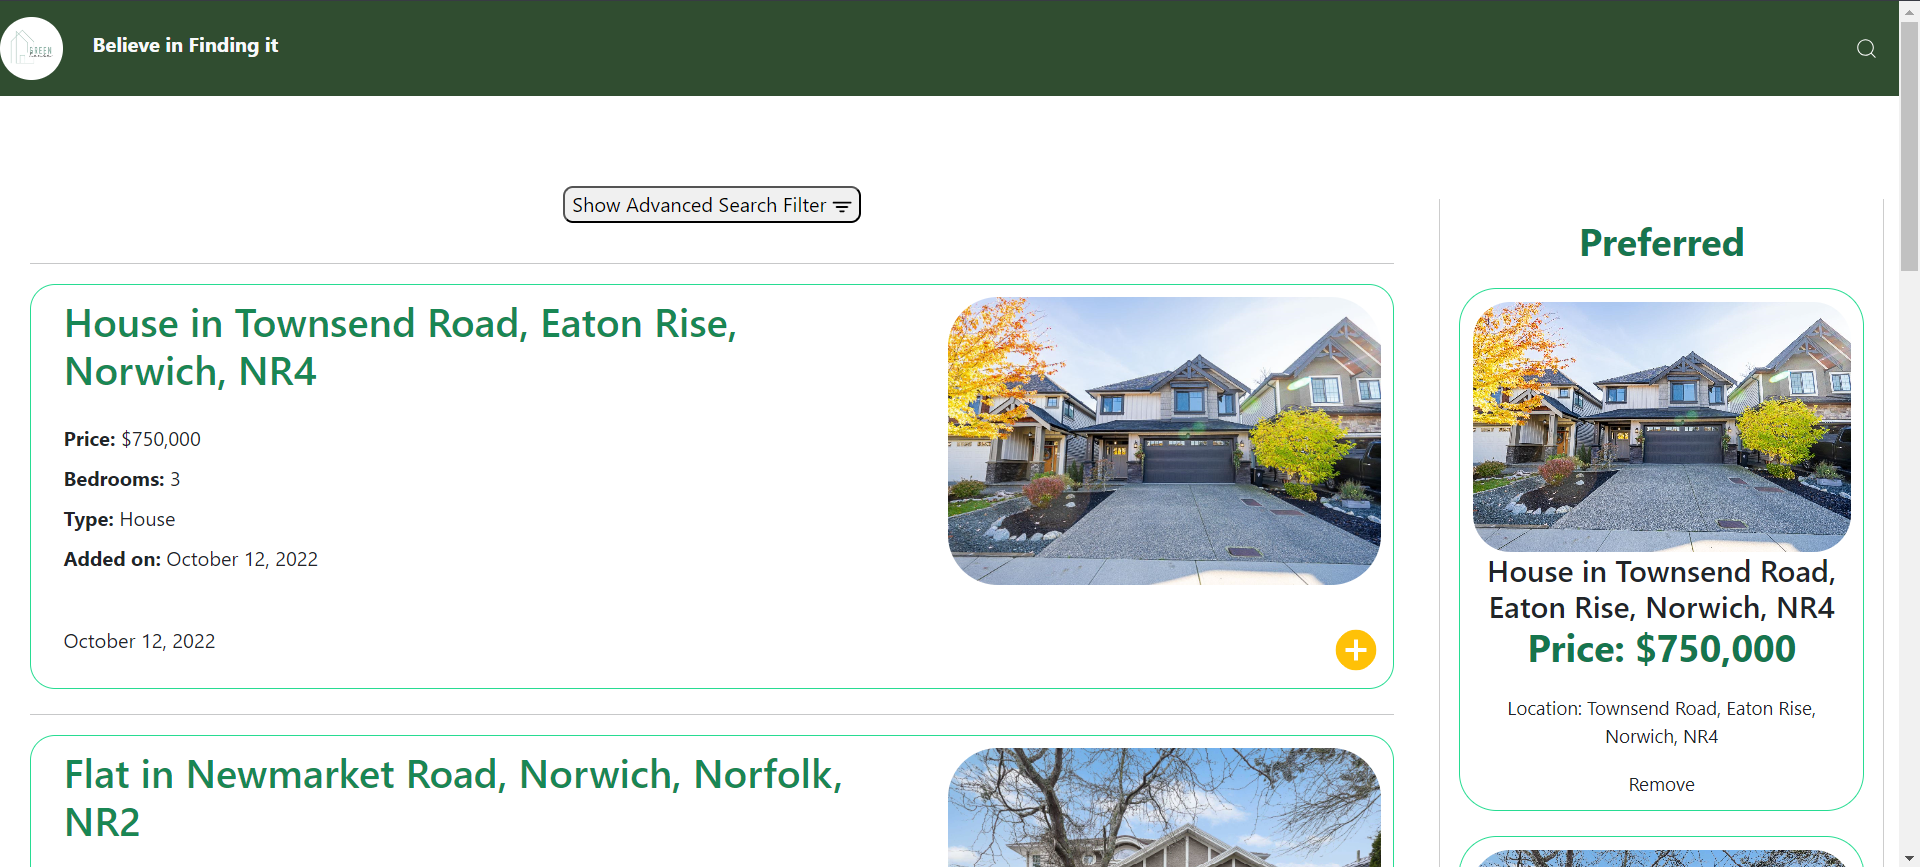 GREEN
Believe in Finding it
Show Advanced Search Filter
House in Townsend Road, Eaton Rise,
Norwich, NR4
Price: $750,000
Bedrooms: 3
Type: House
Added on: October 12, 2022
October 12, 2022
Flat in Newmarket Road, Norwich, Norfolk,
NR2
Preferred
House in Townsend Road,
Eaton Rise, Norwich, NR4
Price: $750,000
Location: Townsend Road, Eaton Rise,
Norwich, NR4
Remove